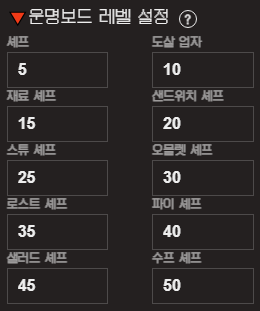 ▼운명보드 레벨 설정 ?
셰프 도살 업자
5 10
재료 셰프 샌드위치 셰프
15 20
스튜 셰프 오믈렛 셰프
25 30
로스트 셰프 파이 셰프
35 40
샐러드 셰프 수프 셰프
45 50